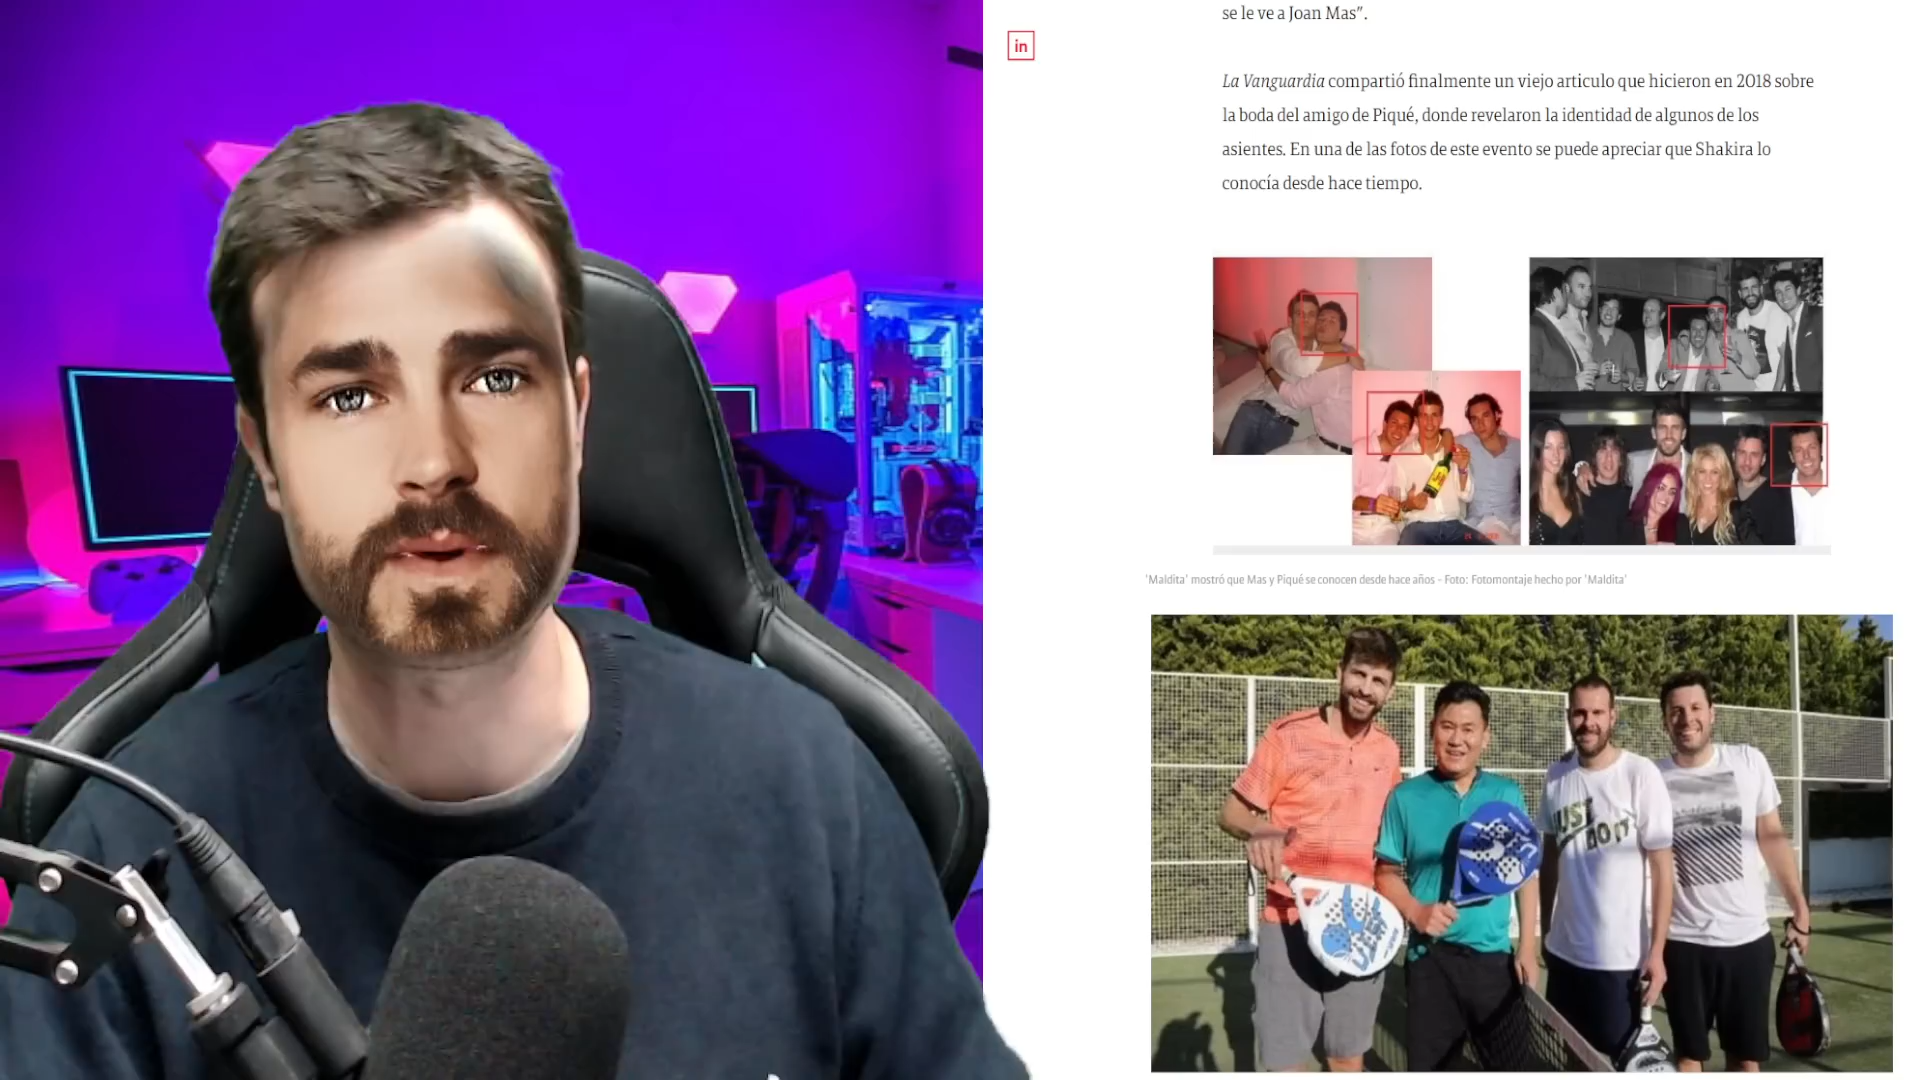 se le ve a Joan Mas”.
in
La Vanguardia compartió finalmente un viejo articulo que hicieron en 2018 sobre
la boda del amigo de Piqué, donde revelaron la identidad de algunos de los
asientes. En una de las fotos de este evento se puede apreciar que Shakira lo
conocía desde hace tiempo.
'Maldita' mostró que Mas y Piqué se conocen desde hace años - Foto: Fotomontaje hecho por 'Maldita'
JUST
DO IT